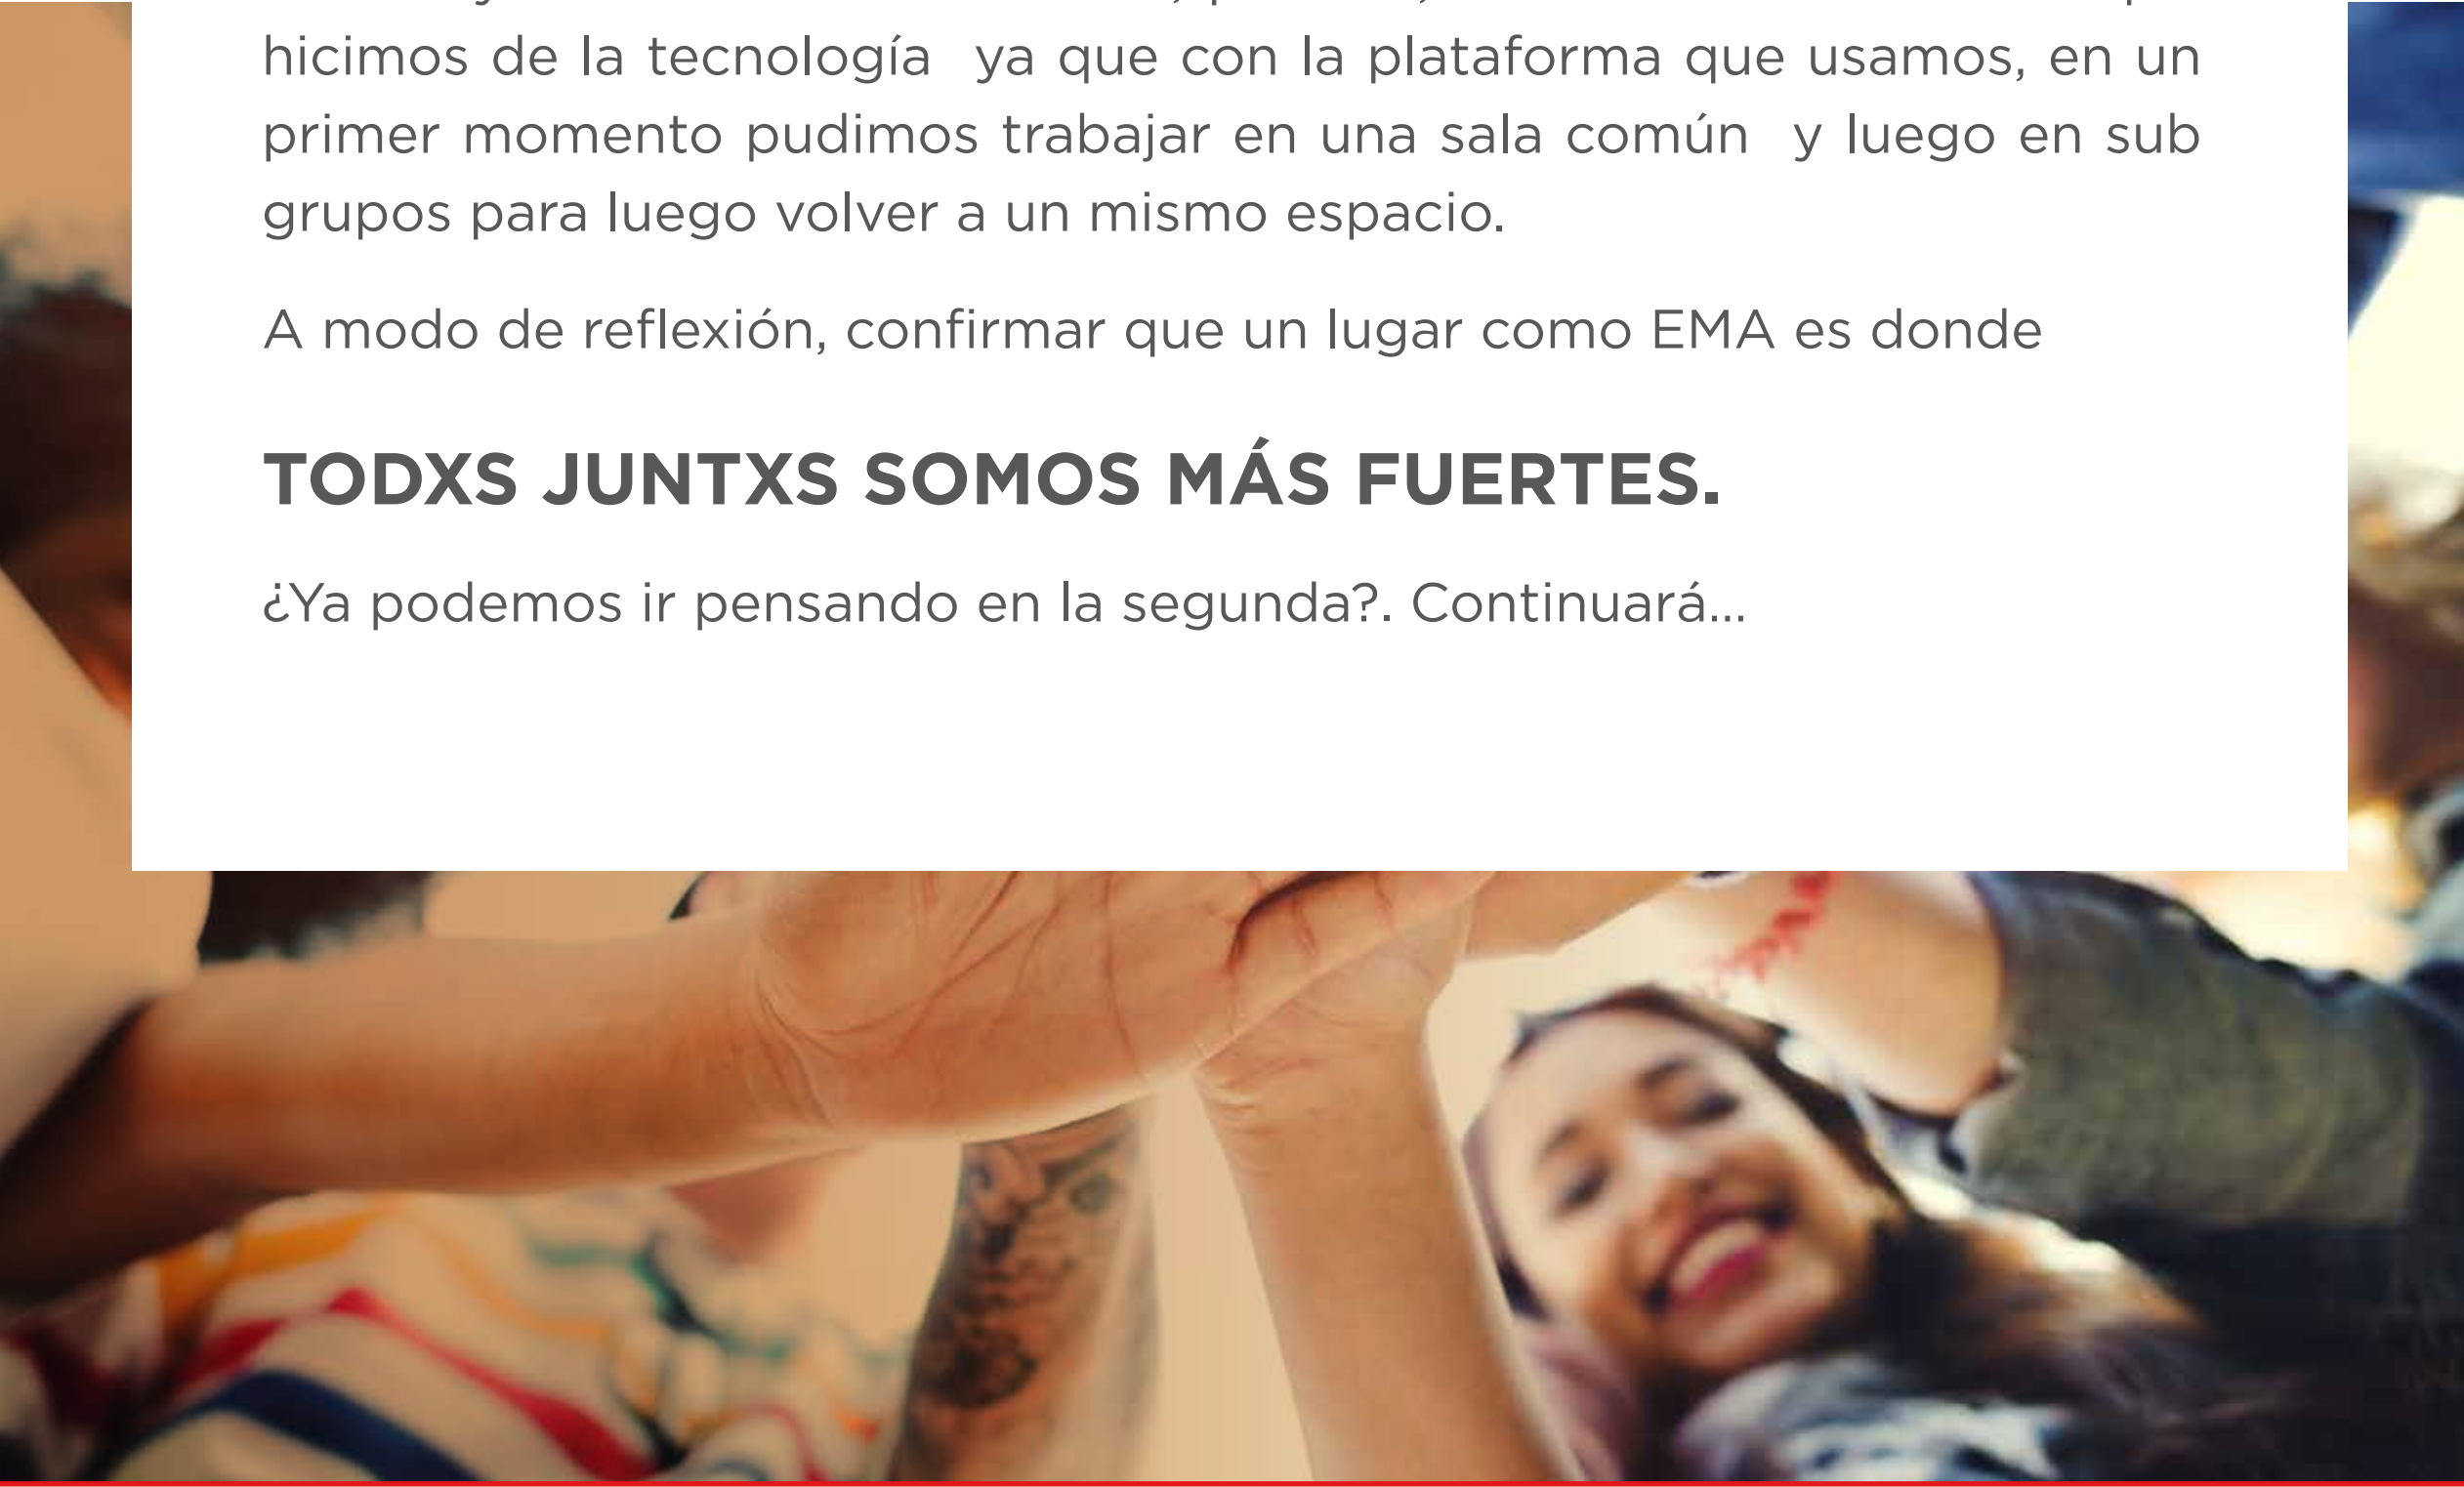 hicimos de la tecnología ya que con la plataforma que usamos, en un
primer momento pudimos trabajar en una sala común y luego en sub
grupos para luego volver a un mismo espacio.
A modo de reflexión, confirmar que un lugar como EMA es donde
TODXS JUNTXS SOMOS MÁS FUERTES.
¿Ya podemos ir pensando en la segunda?. Continuará...